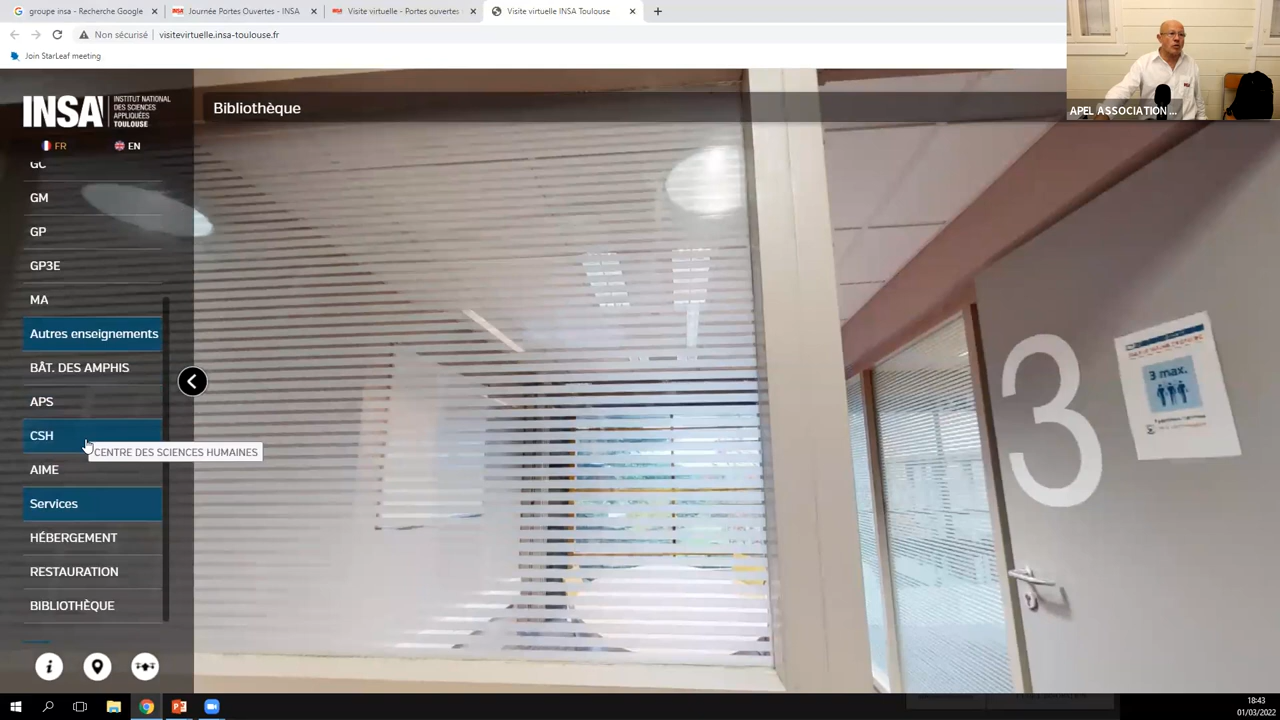 groupe insa - Recherche Google
Journée Portes Ouvertes - INSA
Visite virtuelle - Portes ouvertes
Visite virtuelle INSA Toulouse
Non sécurisé
visitevirtuelle.insa-toulouse.fr
Join StarLeaf meeting
APEL ASSOCIATION ...
INSA
INSTITUT NATIONAL
DES SCIENCES
APPLIQUÉES
TOULOUSE
Bibliothèque
FR
EN
GC
GM
GP
GP3E
MA
Autres enseignements
BÂT. DES AMPHIS
APS
CSH
CENTRE DES SCIENCES HUMAINES
AIME
Services
HÉBERGEMENT
RESTAURATION
BIBLIOTHÈQUE
3
3 max.
18:43
01/03/2022